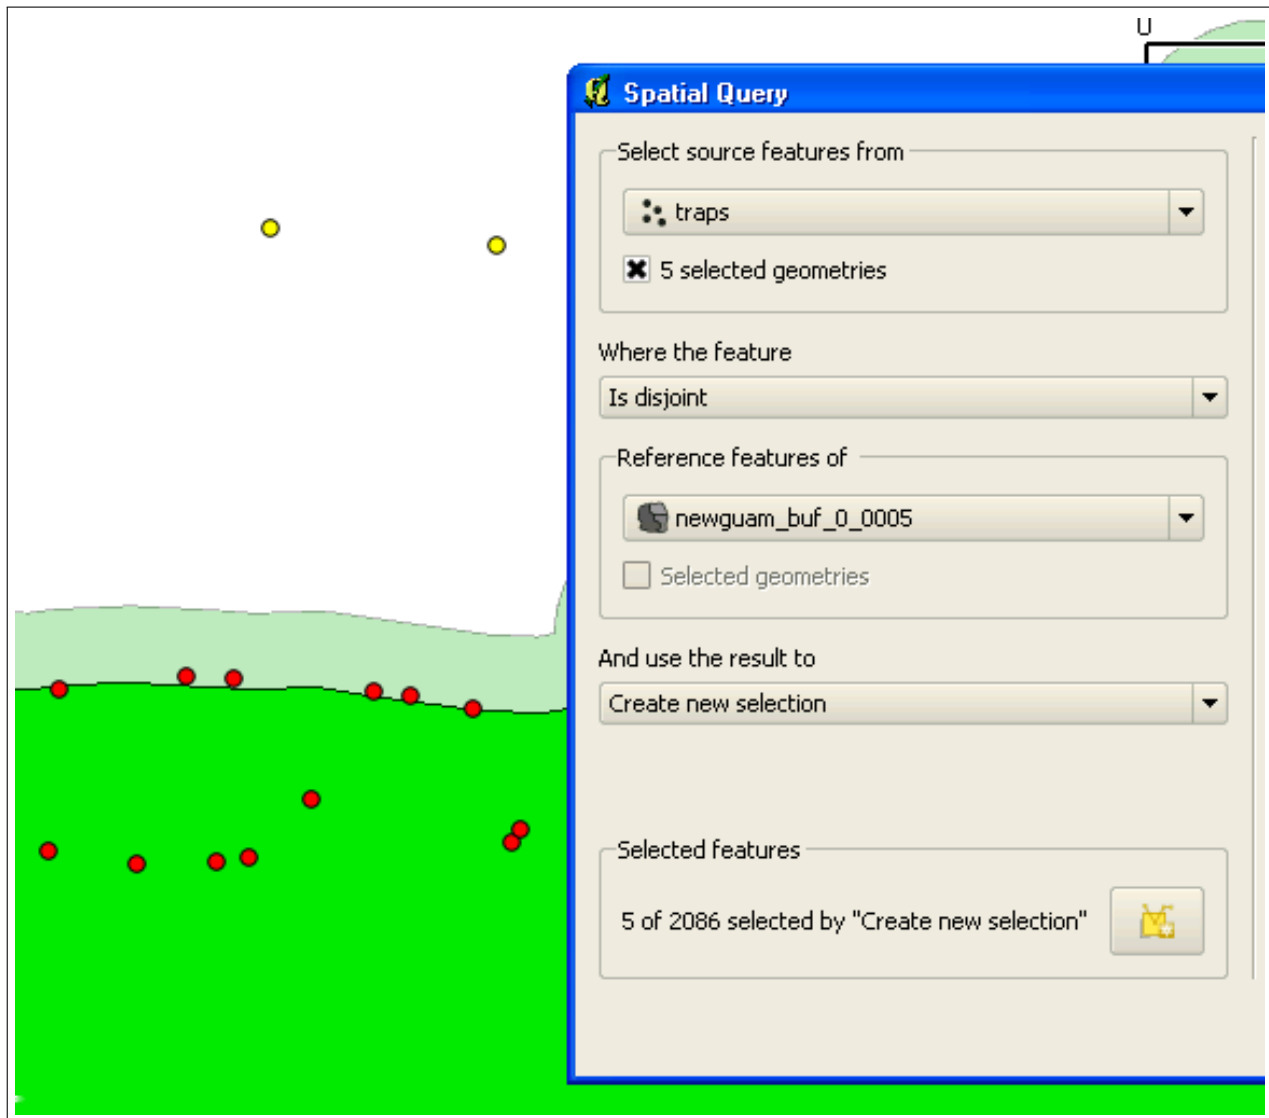 U
Spatial Query
Select source features from
traps
5 selected geometries
Where the feature
Is disjoint
Reference features of
newguam_buf_0_0005
Selected geometries
And use the result to
Create new selection
Selected features
5 of 2086 selected by "Create new selection"